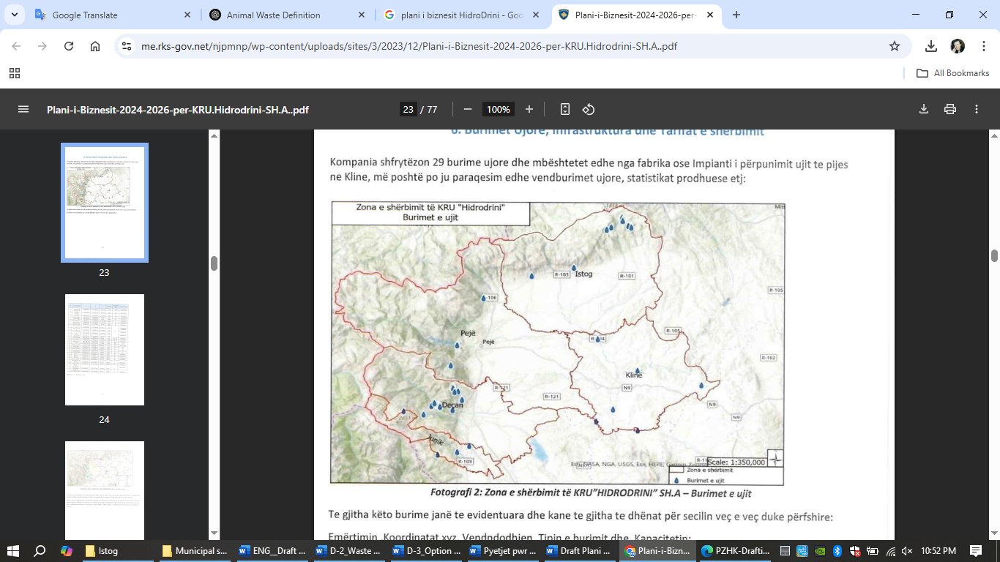 Google Translate
Animal Waste Definition
plani i biznesit HidroDrini - Goo
Plani-i-Biznesit-2024-2026-per-
me.rks-gov.net/njpmnp/wp-content/uploads/sites/3/2023/12/Plani-i-Biznesit-2024-2026-per-KRU.Hidrodrini-SH.A..pdf
All Bookmarks
Plani-i-Biznesit-2024-2026-per-KRU.Hidrodrini-SH.A..pdf
23 / 77
100%
6. Burimet Ujore, Infrastruktura dhe Tarifat e shërbimit
Kompania shfrytëzon 29 burime ujore dhe mbështetet edhe nga fabrika ose Impianti i përpunimit ujit te pijes
ne Kline, më poshtë po ju paraqesim edhe vendburimet ujore, statistikat prodhuese etj:
Zona e shërbimit të KRU "Hidrodrini"
Burimet e ujit
Mit
R-103
Istog
R-101
R-105
-106
Pejë
Pejë
R-105
R-102
Kline
N9
R-121
R-121
N9
N9
Deçan
Junik
R-109
Esri, NASA, NGA, USGS, Esri, HERE, Garmin,
R-11
Scale: 1:350,000
Zona e shërbimit
Burimet e ujit
Fotografi 2: Zona e shërbimit të KRU"HIDRODRINI" SH.A – Burimet e ujit
Te gjitha këto burime janë te evidentuara dhe kane te gjitha te dhënat për secilin veç e veç duke përfshire:
Emërtimin, Koordinatat xyz, Vendndodhjen, Tipin e burimit dhe, Kapacitetin;
23
24
Istog
Municipal s...
ENG__Draft ...
D-2_Waste ...
D-3_Option ...
Pyetjet pwr ...
Draft Plani ...
Plani-i-Bizn...
PZHK-Drafti...
10:52 PM